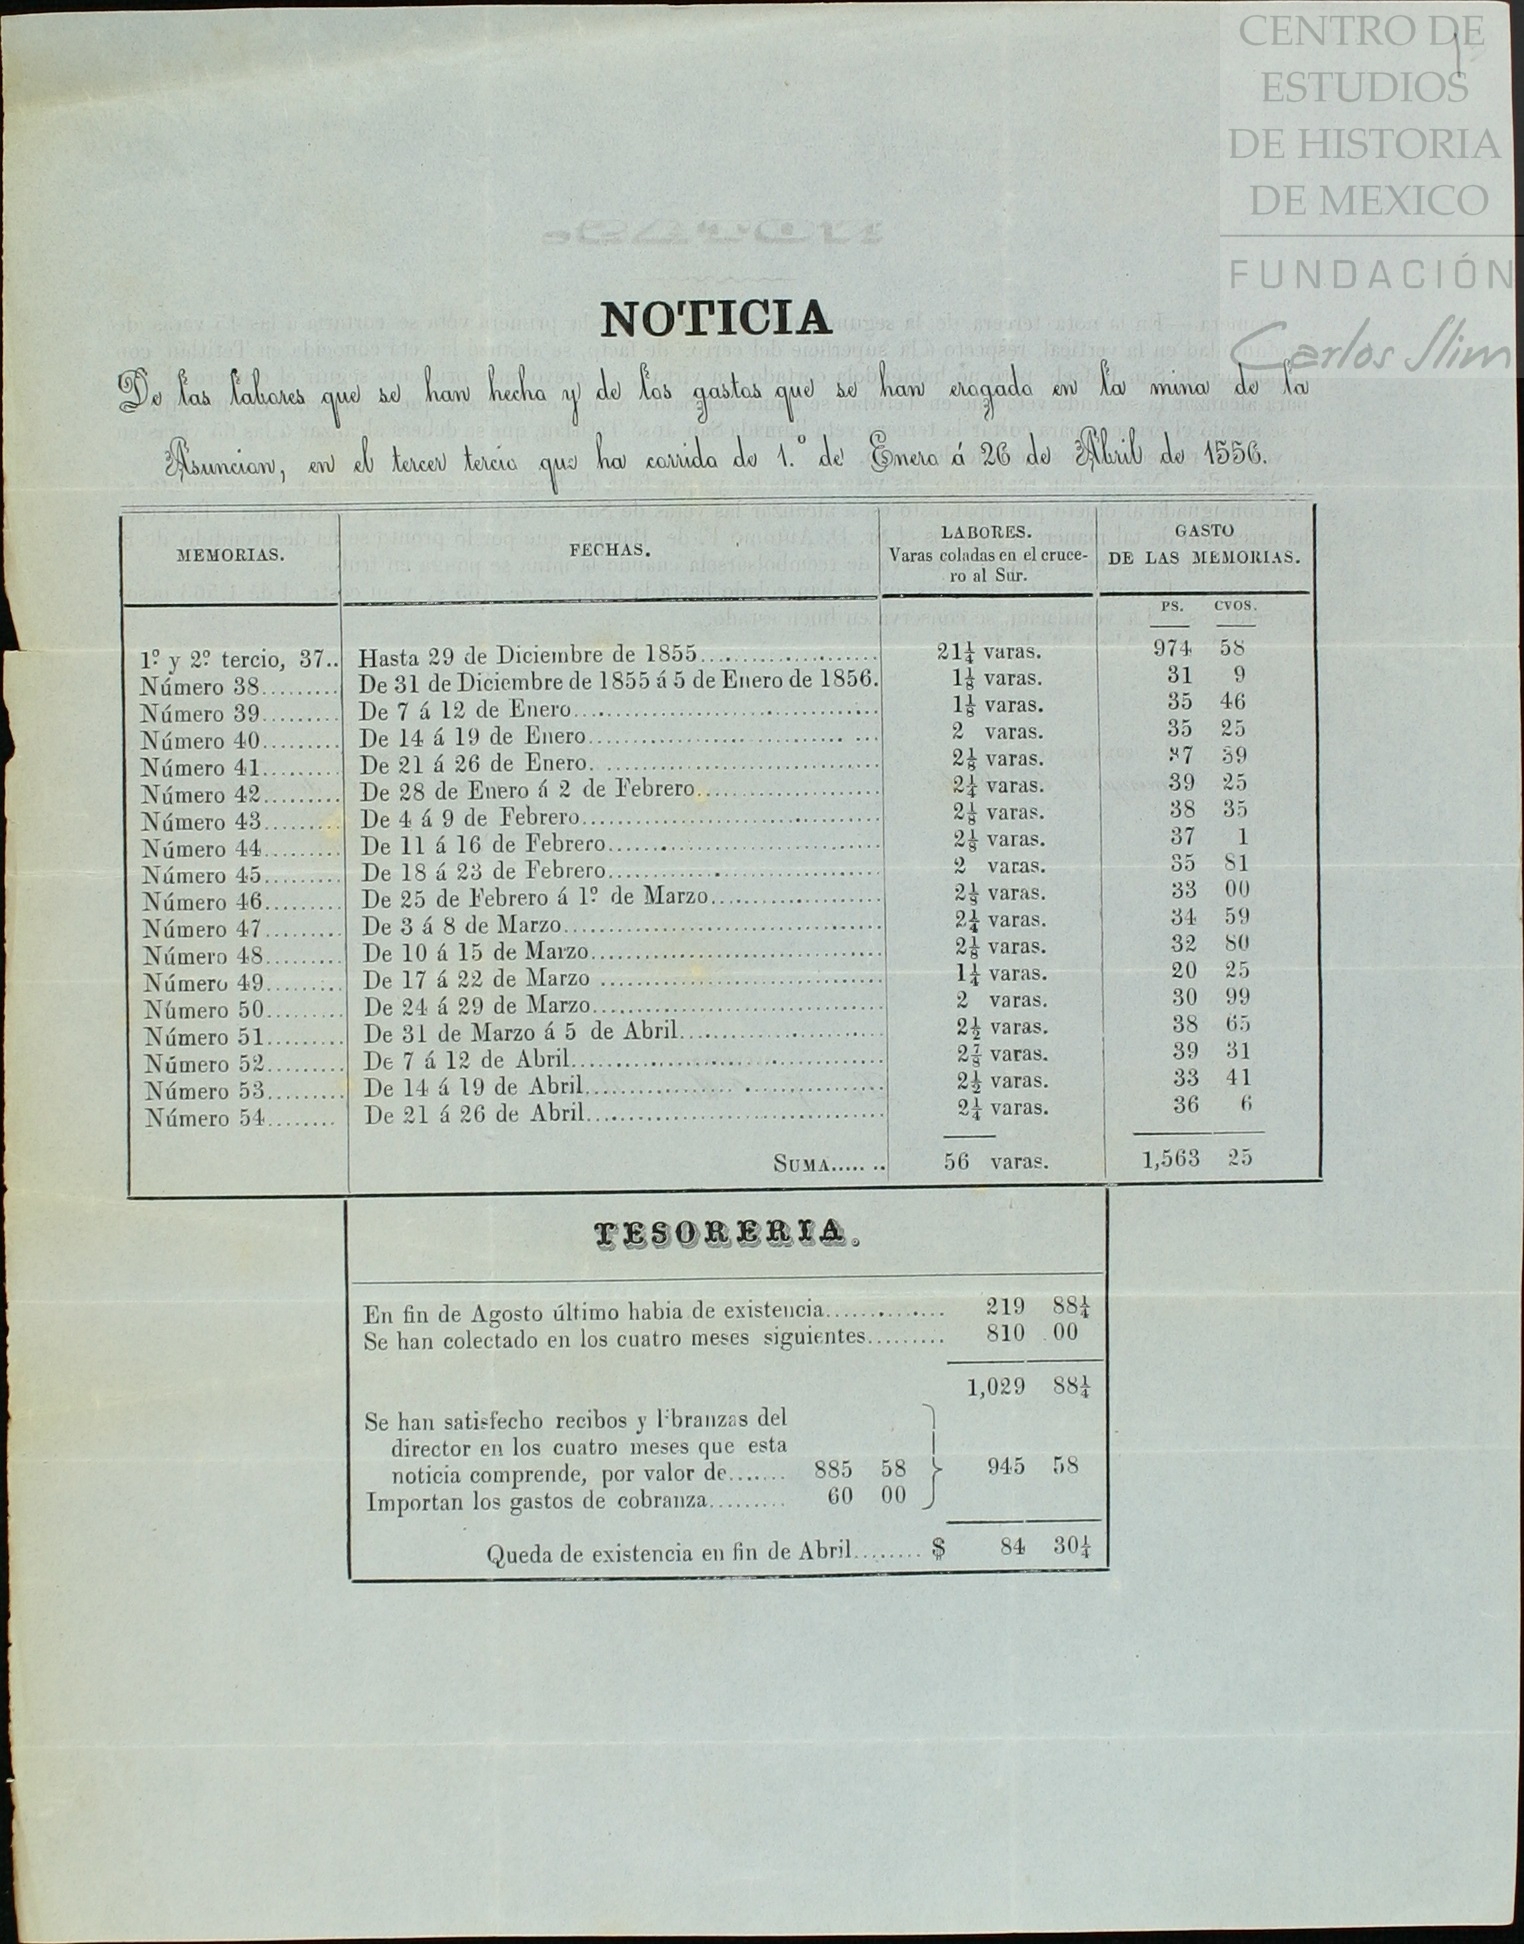 CENTRO DE
ESTUDIOS
DE HISTORIA
DE MEXICO
FUNDACIÓN
Carlos Slim
NOTICIA
De las labores que se han hecho y de los gastos que se han erogado en la mina de la
Asuncion, en el tercer tercio que ha corrido de 1.º de Enero á 26 de Abril de 1556.
MEMORIAS. FECHAS. LABORES. Varas coladas en el cruce-ro al Sur. GASTO DE LAS MEMORIAS.
PS. CVOS.
1º y 2º tercio, 37.. Hasta 29 de Diciembre de 1855.................... 21¼ varas. 974 58
Número 38......... De 31 de Diciembre de 1855 á 5 de Enero de 1856. 1⅛ varas. 31 9
Número 39......... De 7 á 12 de Enero.................................. 1⅛ varas. 35 46
Número 40......... De 14 á 19 de Enero................................ 2 varas. 35 25
Número 41......... De 21 á 26 de Enero................................ 2⅛ varas. 37 39
Número 42......... De 28 de Enero á 2 de Febrero..................... 2¼ varas. 39 25
Número 43......... De 4 á 9 de Febrero................................. 2⅛ varas. 38 35
Número 44......... De 11 á 16 de Febrero.............................. 2⅛ varas. 37 1
Número 45......... De 18 á 23 de Febrero.............................. 2 varas. 35 81
Número 46......... De 25 de Febrero á 1º de Marzo................... 2⅛ varas. 33 00
Número 47......... De 3 á 8 de Marzo................................... 2¼ varas. 34 59
Número 48......... De 10 á 15 de Marzo................................ 2⅛ varas. 32 80
Número 49......... De 17 á 22 de Marzo ............................... 1¼ varas. 20 25
Número 50......... De 24 á 29 de Marzo................................ 2 varas. 30 99
Número 51......... De 31 de Marzo á 5 de Abril....................... 2½ varas. 38 65
Número 52......... De 7 á 12 de Abril................................... 2⅞ varas. 39 31
Número 53......... De 14 á 19 de Abril................................. 2½ varas. 33 41
Número 54........ De 21 á 26 de Abril................................. 2¼ varas. 36 6
SUMA....... 56 varas. 1,563 25
TESORERIA.
En fin de Agosto último habia de existencia.............. 219 88¼
Se han colectado en los cuatro meses siguientes......... 810 00
1,029 88¼
Se han satisfecho recibos y libranzas del
director en los cuatro meses que esta
noticia comprende, por valor de....... 885 58 945 58
Importan los gastos de cobranza......... 60 00
Queda de existencia en fin de Abril........ $ 84 30¼